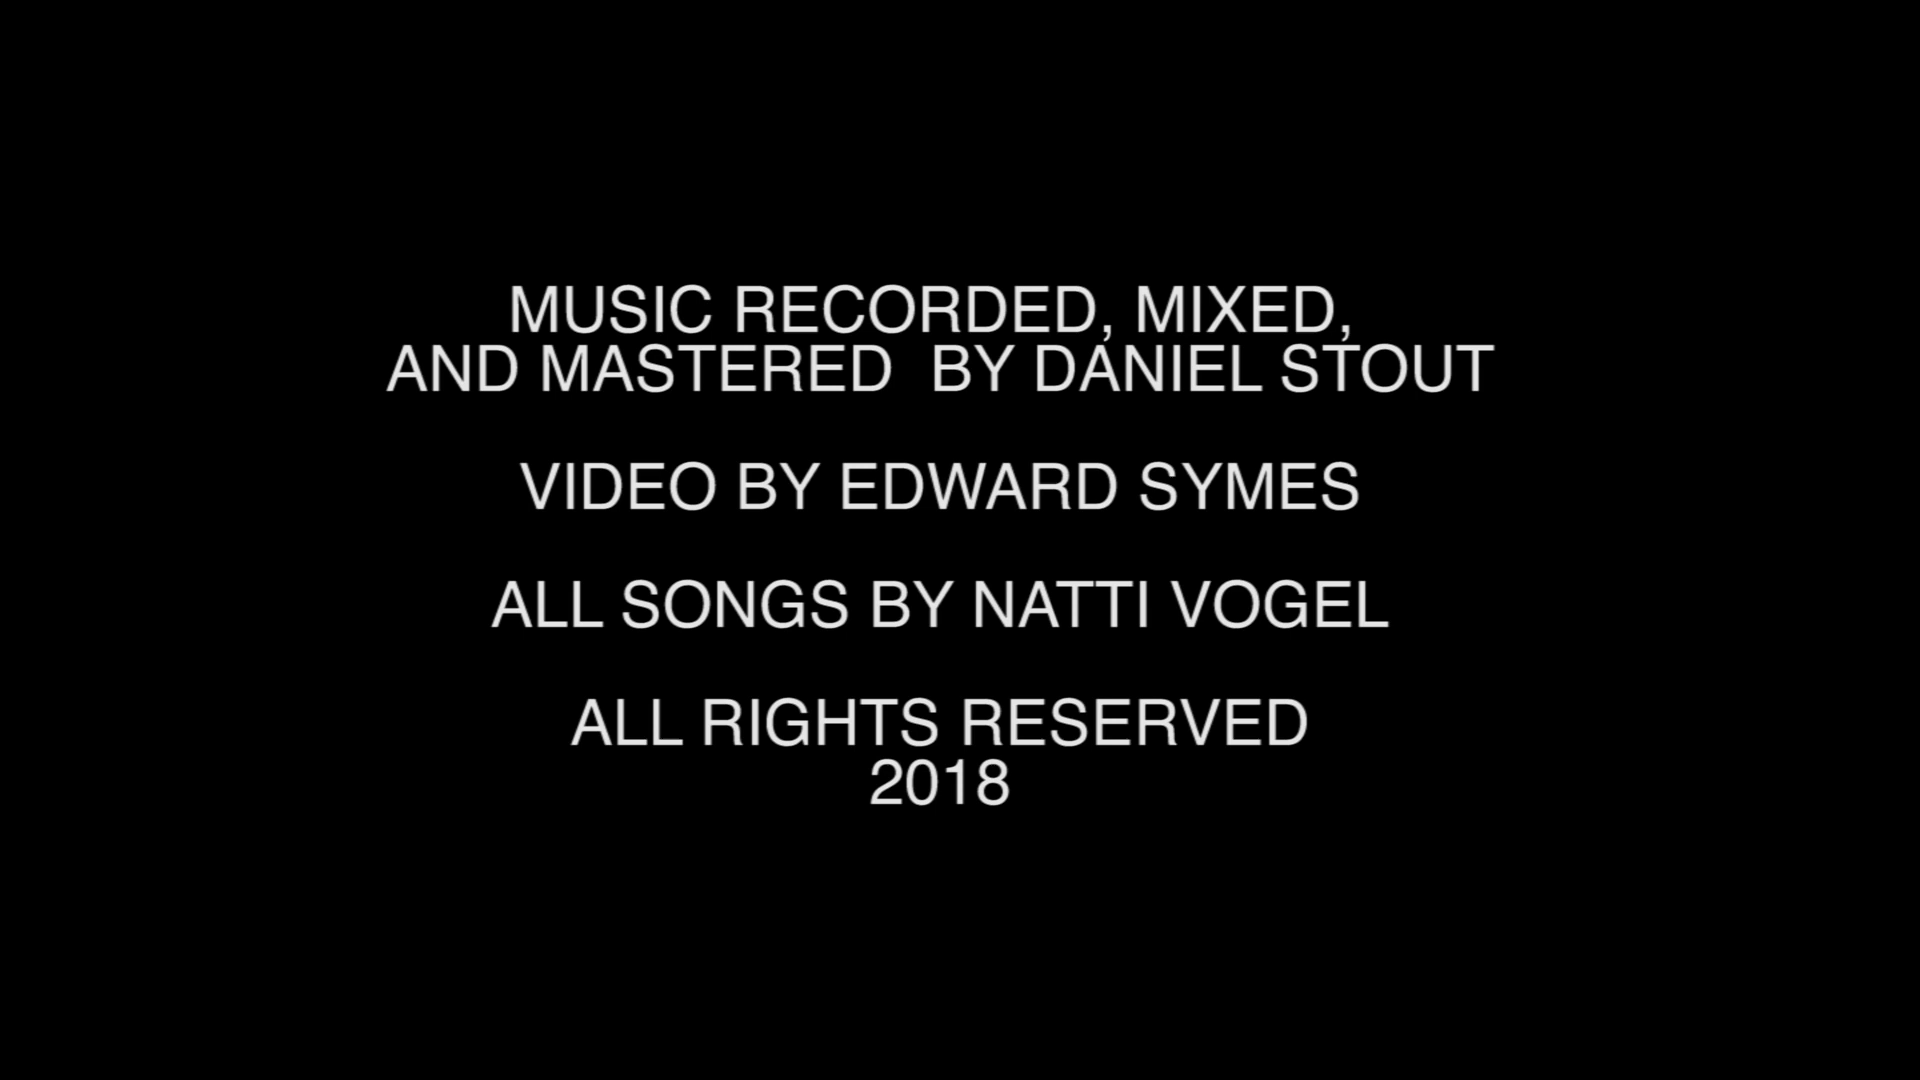 MUSIC RECORDED, MIXED,
AND MASTERED  BY DANIEL STOUT
VIDEO BY EDWARD SYMES
ALL SONGS BY NATTI VOGEL
ALL RIGHTS RESERVED
2018